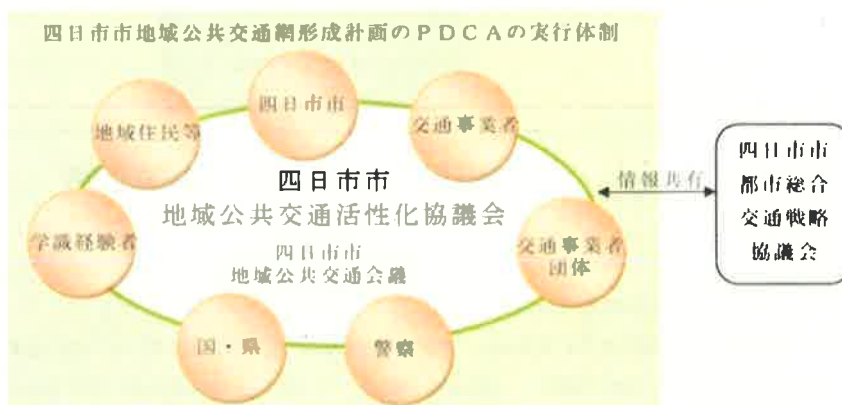 四日市市地域公共交通網形成計画のPDCAの実行体制
四日市市
地域住民等
交通事業者
学識経験者
四日市市
地域公共交通活性化協議会
四日市市
地域公共交通会議
交通事業者
団体
国・県
警察
情報共有
四日市市
都市総合
交通戦略
協議会